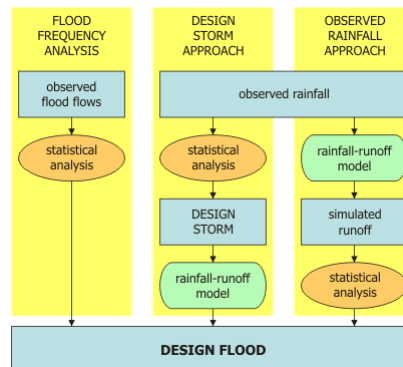 FLOOD
FREQUENCY
ANALYSIS
DESIGN
STORM
APPROACH
OBSERVED
RAINFALL
APPROACH
observed
flood flows
observed rainfall
statistical
analysis
statistical
analysis
rainfall-runoff
model
DESIGN
STORM
simulated
runoff
rainfall-runoff
model
statistical
analysis
DESIGN FLOOD